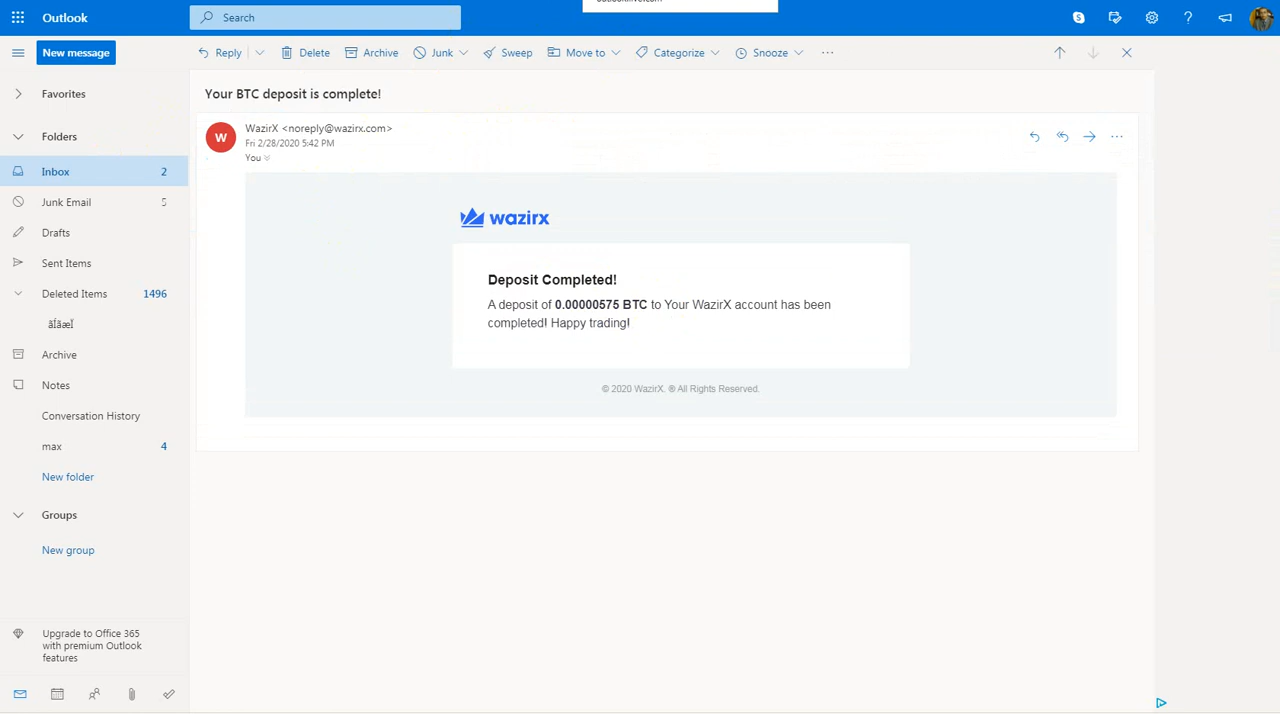 Outlook
Search
New message
Reply
Delete
Archive
Junk
Sweep
Move to
Categorize
Snooze
Favorites
Folders
Inbox 2
Junk Email 5
Drafts
Sent Items
Deleted Items 1496
ãÍãæÏ
Archive
Notes
Conversation History
max 4
New folder
Groups
New group
Upgrade to Office 365
with premium Outlook
features
Your BTC deposit is complete!
W
WazirX <noreply@wazirx.com>
Fri 2/28/2020 5:42 PM
You
wazirx
Deposit Completed!
A deposit of 0.00000575 BTC to Your WazirX account has been
completed! Happy trading!
© 2020 WazirX. ® All Rights Reserved.